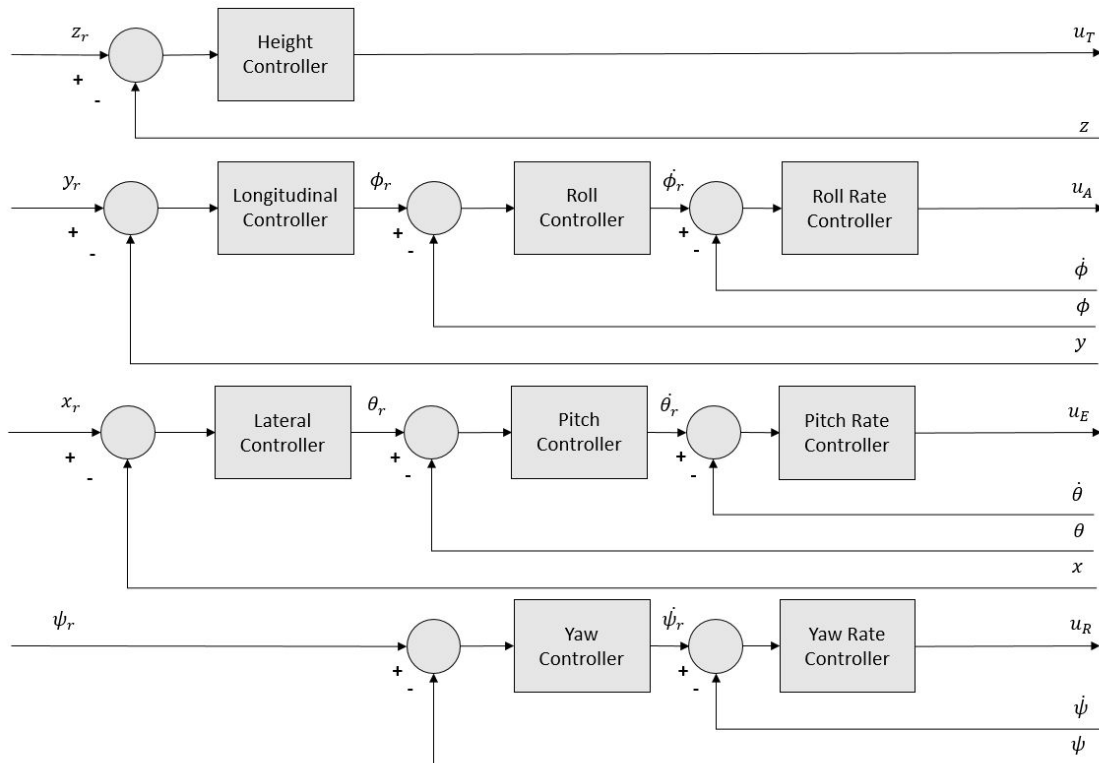 z_r
Height
Controller
u_T
+
-
z
y_r
Longitudinal
Controller
ϕ_r
Roll
Controller
ϕ̇_r
Roll Rate
Controller
u_A
+
-
+
-
+
-
ϕ̇
ϕ
y
x_r
Lateral
Controller
θ_r
Pitch
Controller
θ̇_r
Pitch Rate
Controller
u_E
+
-
+
-
+
-
θ̇
θ
x
ψ_r
Yaw
Controller
ψ̇_r
Yaw Rate
Controller
u_R
+
-
+
-
ψ̇
ψ